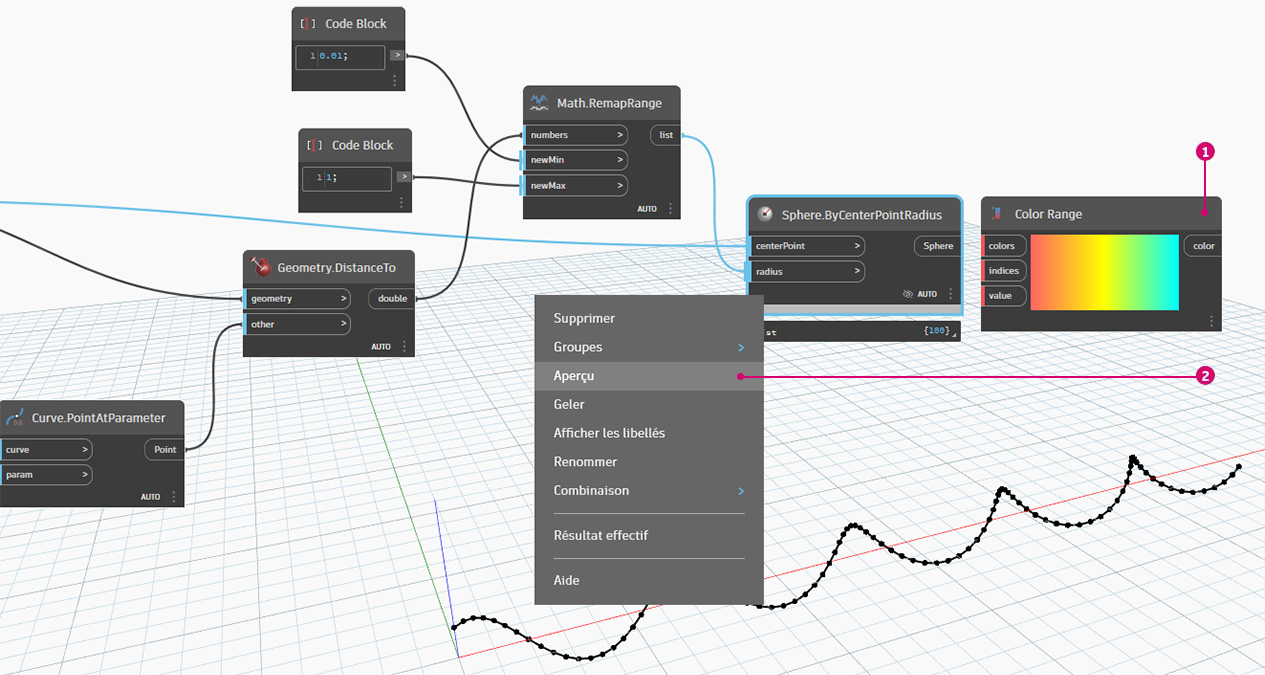 Code Block
1 0.01; >
Code Block
1 1; >
Math.RemapRange
numbers > list
newMin >
newMax >
AUTO
1
Sphere.ByCenterPointRadius
centerPoint > Sphere
radius >
AUTO
{100}
Color Range
colors color
indices
value
Geometry.DistanceTo
geometry > double
other >
AUTO
Curve.PointAtParameter
curve > Point
param >
AUTO
Supprimer
Groupes >
Aperçu
2
Geler
Afficher les libellés
Renommer
Combinaison >
Résultat effectif
Aide